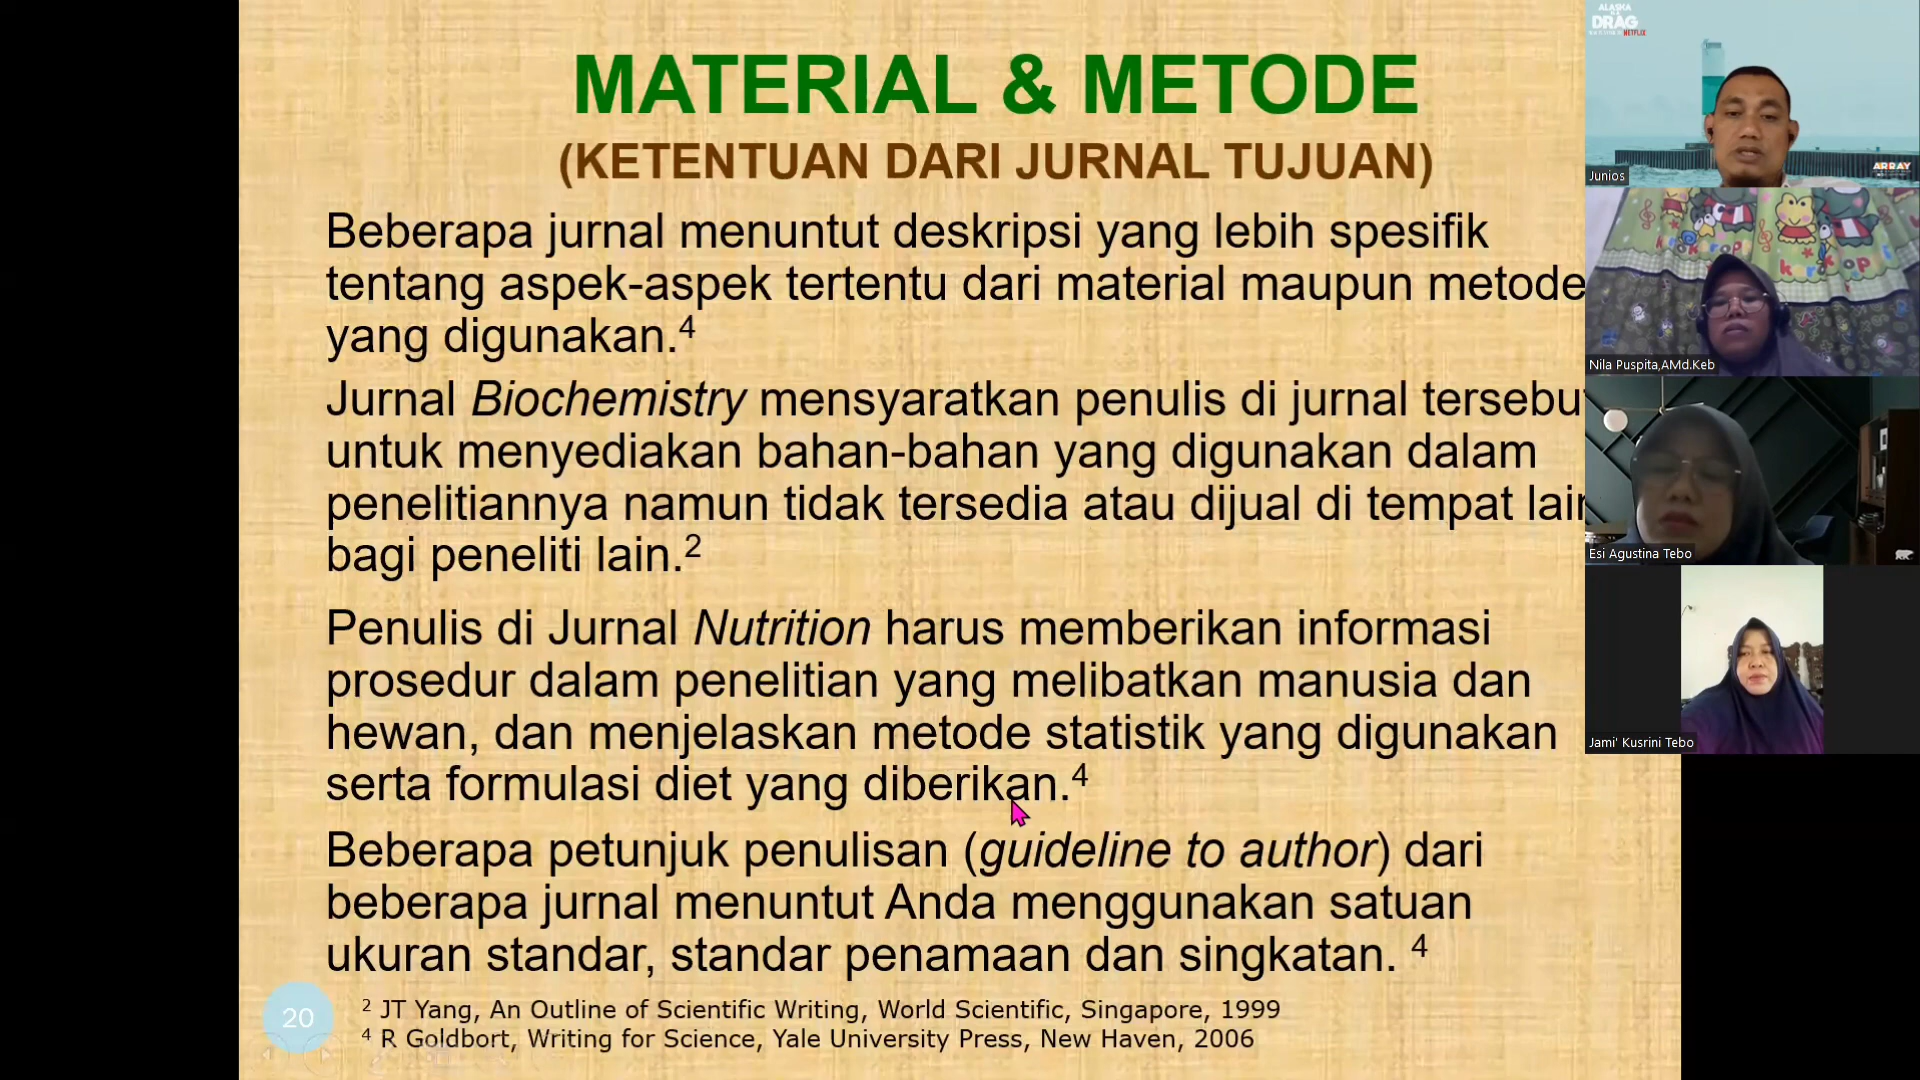 MATERIAL & METODE
(KETENTUAN DARI JURNAL TUJUAN)
Beberapa jurnal menuntut deskripsi yang lebih spesifik
tentang aspek-aspek tertentu dari material maupun metode
yang digunakan.4
Jurnal Biochemistry mensyaratkan penulis di jurnal tersebu
untuk menyediakan bahan-bahan yang digunakan dalam
penelitiannya namun tidak tersedia atau dijual di tempat lain
bagi peneliti lain.2
Penulis di Jurnal Nutrition harus memberikan informasi
prosedur dalam penelitian yang melibatkan manusia dan
hewan, dan menjelaskan metode statistik yang digunakan
serta formulasi diet yang diberikan.4
Beberapa petunjuk penulisan (guideline to author) dari
beberapa jurnal menuntut Anda menggunakan satuan
ukuran standar, standar penamaan dan singkatan. 4
20
2 JT Yang, An Outline of Scientific Writing, World Scientific, Singapore, 1999
4 R Goldbort, Writing for Science, Yale University Press, New Haven, 2006
ALASKA
DRAG
NETFLIX
ARRAY
Junios
kerokeropi
Nila Puspita,AMd.Keb
Esi Agustina Tebo
Jami' Kusrini Tebo